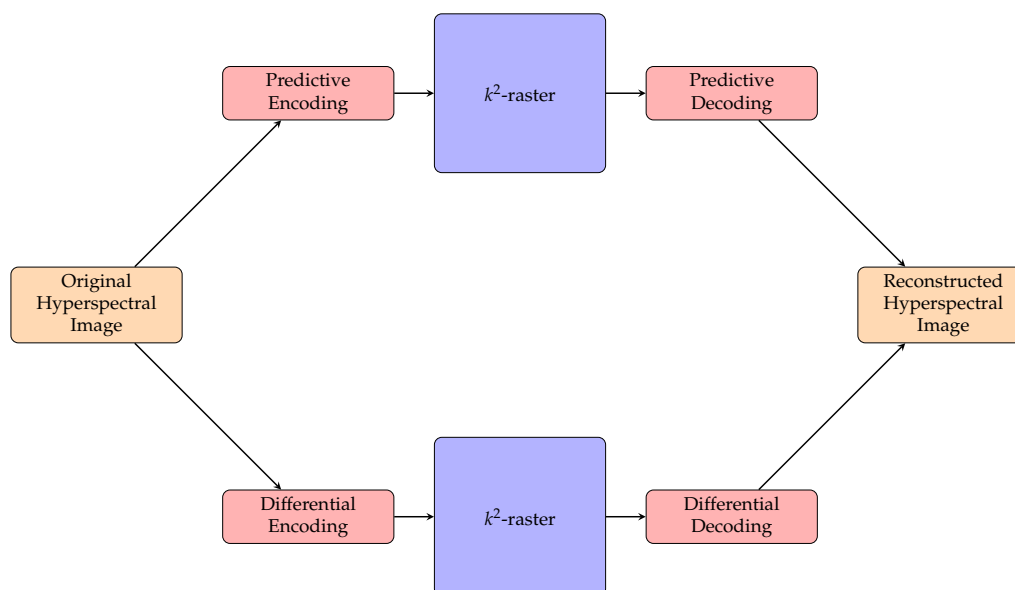 Predictive
Encoding
k²-raster
Predictive
Decoding
Original
Hyperspectral
Image
Reconstructed
Hyperspectral
Image
Differential
Encoding
k²-raster
Differential
Decoding